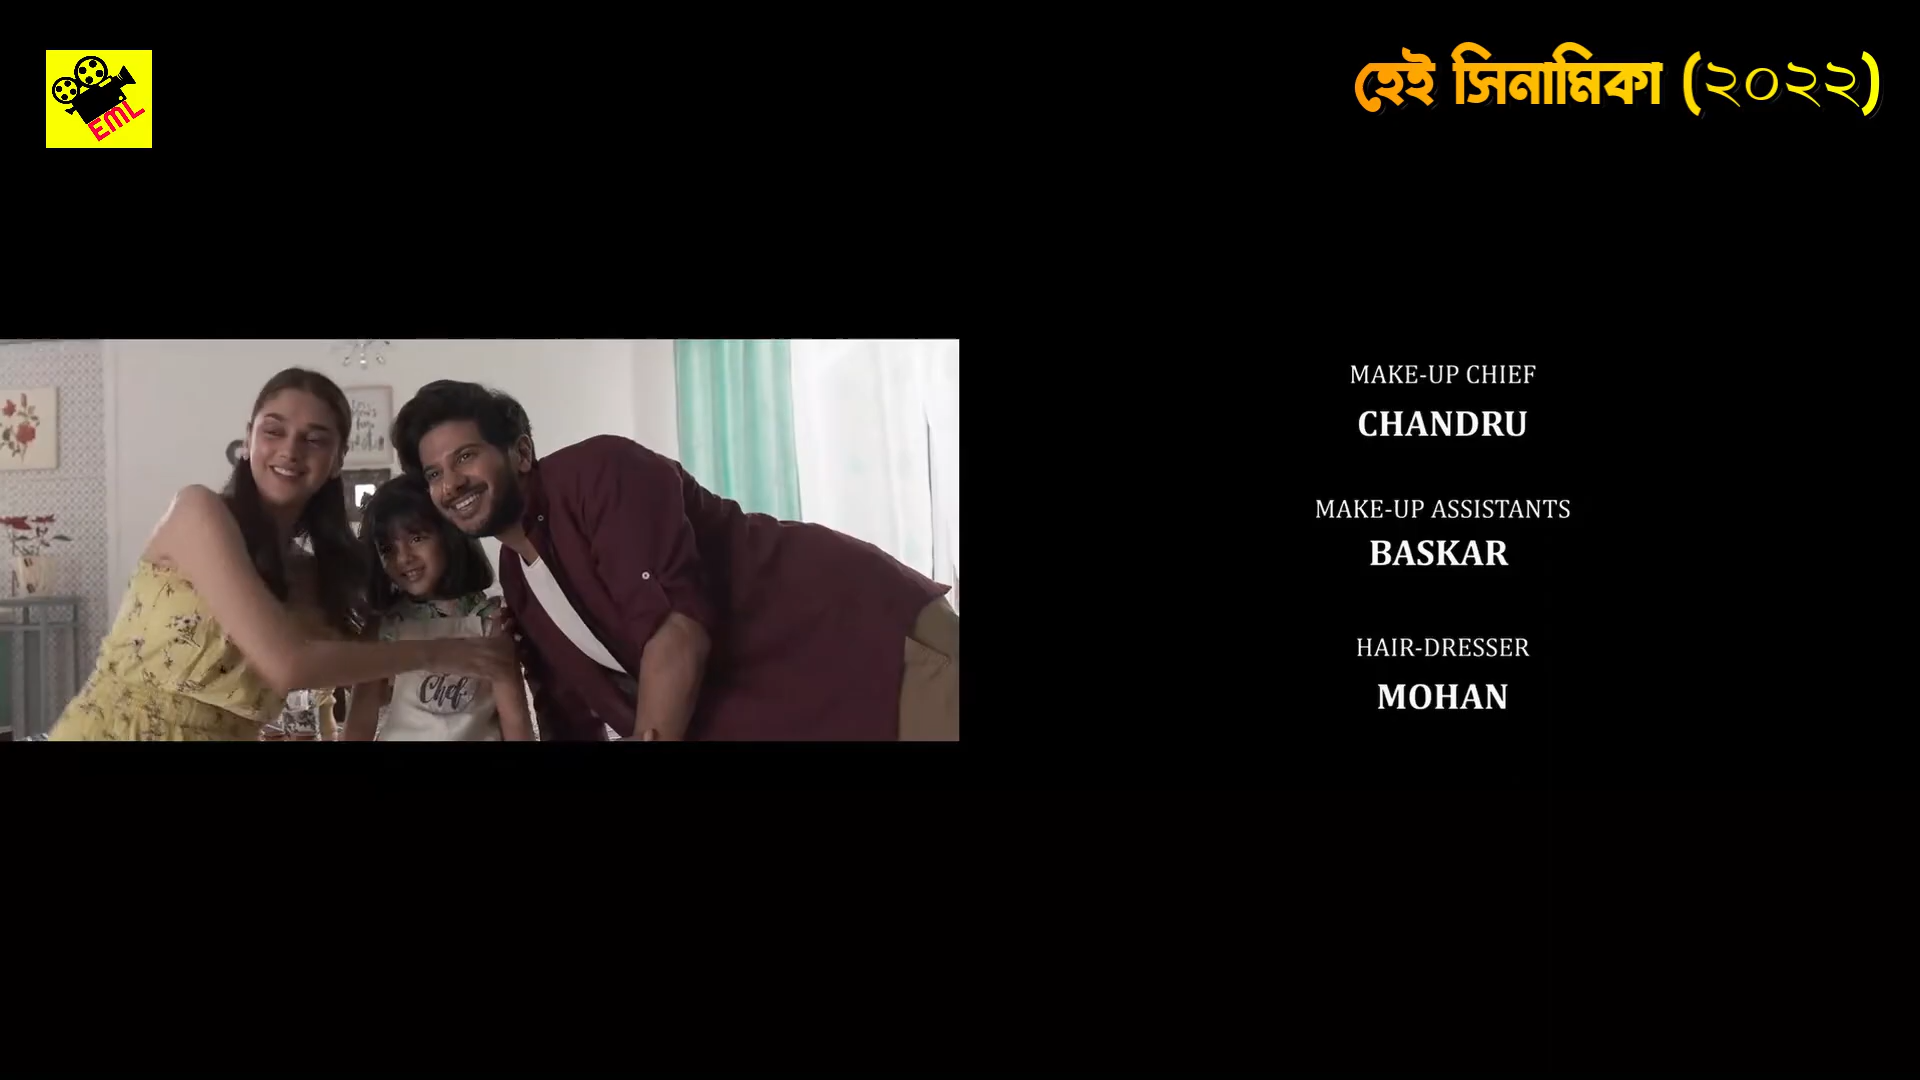 EML
হেই সিনামিকা (২০২২)
MAKE-UP CHIEF
CHANDRU
MAKE-UP ASSISTANTS
BASKAR
HAIR-DRESSER
MOHAN
Chef